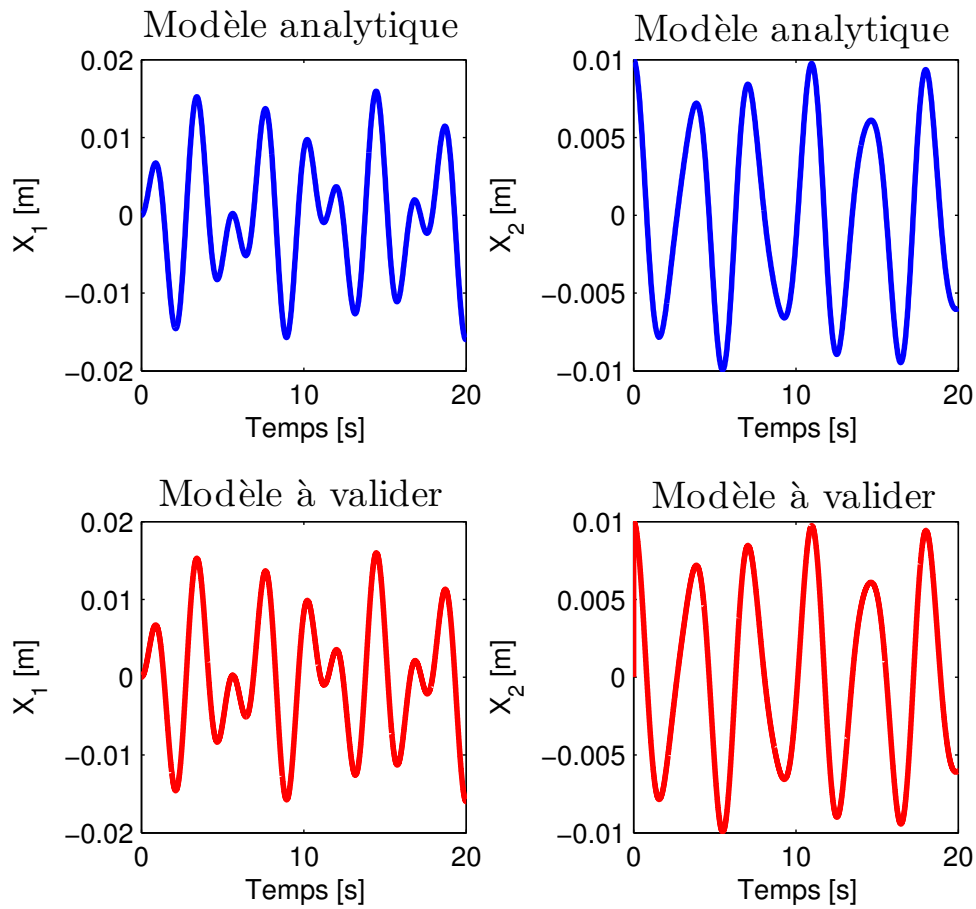 Modèle analytique
0.02
0.01
0
−0.01
−0.02
X_1 [m]
0
10
20
Temps [s]
Modèle analytique
0.01
0.005
0
−0.005
−0.01
X_2 [m]
0
10
20
Temps [s]
Modèle à valider
0.02
0.01
0
−0.01
−0.02
X_1 [m]
0
10
20
Temps [s]
Modèle à valider
0.01
0.005
0
−0.005
−0.01
X_2 [m]
0
10
20
Temps [s]